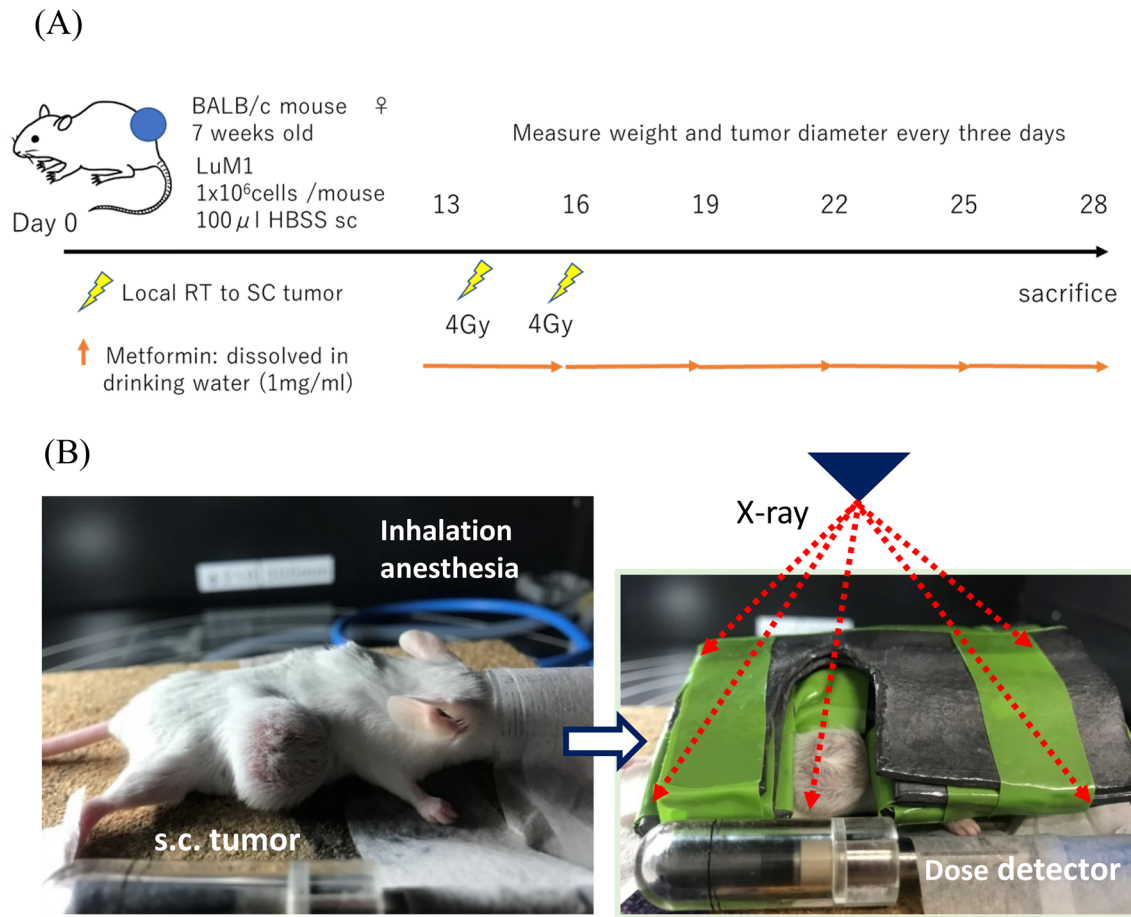 (A)
BALB/c mouse ♀
7 weeks old
LuM1
1x10⁶cells /mouse
100μl HBSS sc
Day 0
Measure weight and tumor diameter every three days
13 16 19 22 25 28
Local RT to SC tumor
4Gy 4Gy
sacrifice
Metformin: dissolved in
drinking water (1mg/ml)
(B)
Inhalation
anesthesia
s.c. tumor
X-ray
Dose detector